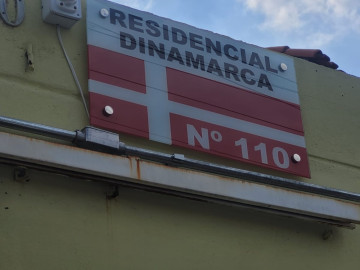 RESIDENCIAL
DINAMARCA
Nº 110